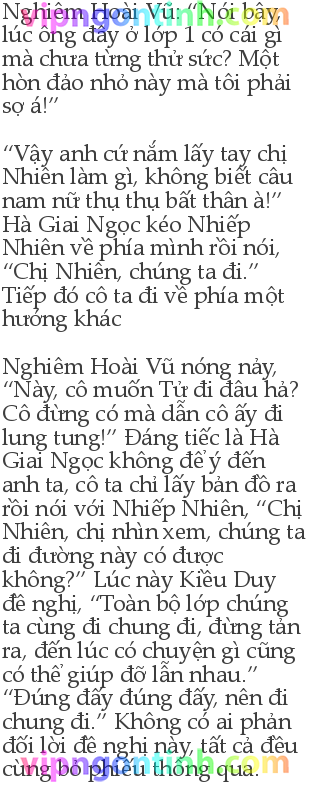 Nghiêm Hoài Vũ: “Nói bậy,
lúc ông đây ở lớp 1 có cái gì
mà chưa từng thử sức? Một
hòn đảo nhỏ này mà tôi phải
sợ á!”
“Vậy anh cứ nắm lấy tay chị
Nhiên làm gì, không biết câu
nam nữ thụ thụ bất thân à!”
Hà Giai Ngọc kéo Nhiếp
Nhiên về phía mình rồi nói,
“Chị Nhiên, chúng ta đi.”
Tiếp đó cô ta đi về phía một
hướng khác
Nghiêm Hoài Vũ nóng nảy,
“Này, cô muốn Tử đi đâu hả?
Cô đừng có mà dẫn cô ấy đi
lung tung!” Đáng tiếc là Hà
Giai Ngọc không để ý đến
anh ta, cô ta chỉ lấy bản đồ ra
rồi nói với Nhiếp Nhiên, “Chị
Nhiên, chị nhìn xem, chúng ta
đi đường này có được
không?” Lúc này Kiều Duy
đề nghị, “Toàn bộ lớp chúng
ta cùng đi chung đi, đừng tản
ra, đến lúc có chuyện gì cũng
có thể giúp đỡ lẫn nhau.”
“Đúng đấy đúng đấy, nên đi
chung đi.” Không có ai phản
đối lời đề nghị này, tất cả đều
cùng bỏ phiếu thông qua.
vipngontinh.com
vipngontinh.com